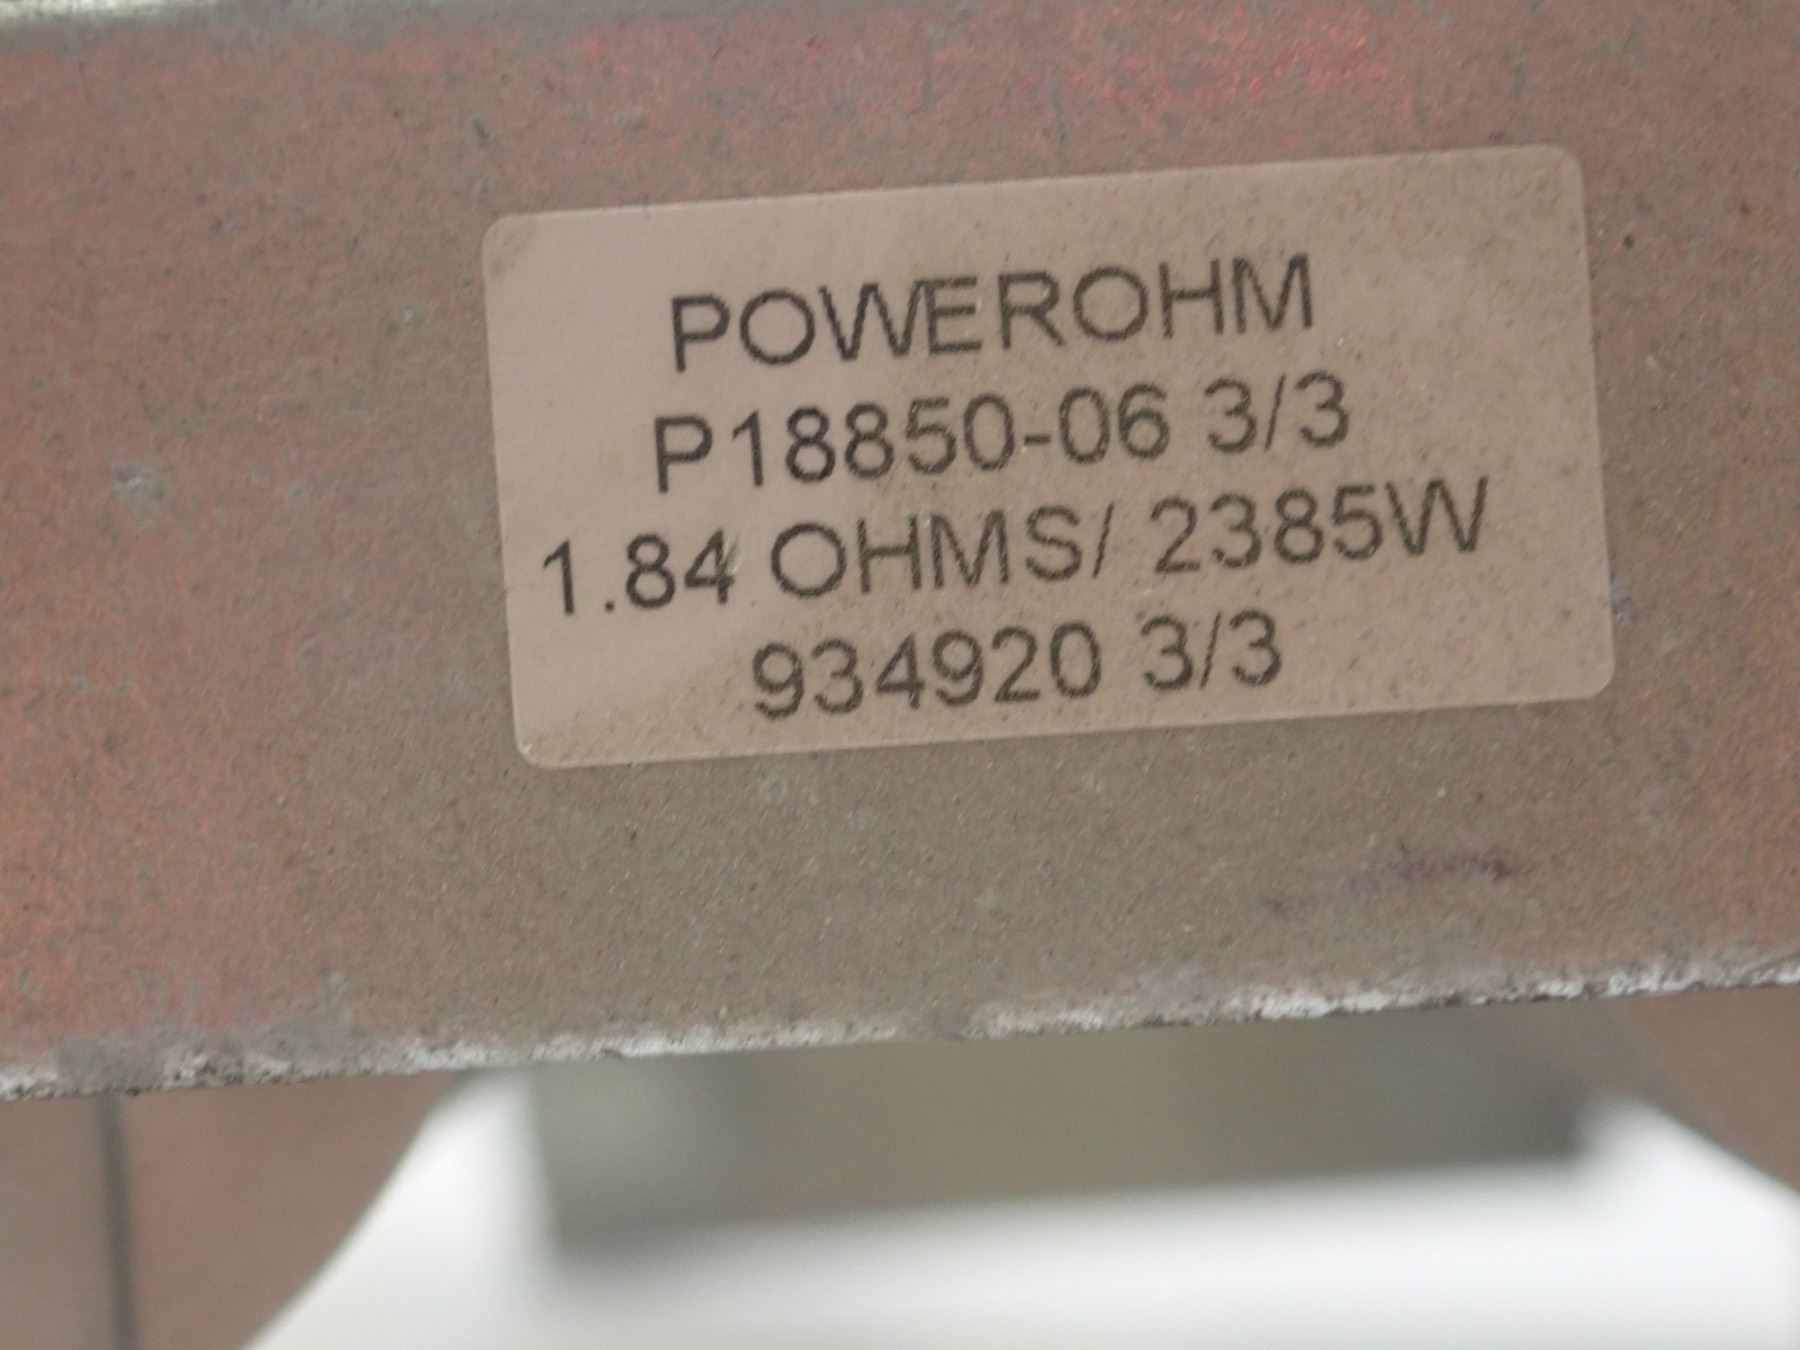 POWEROHM
P18850-06 3/3
1.84 OHMS/ 2385W
934920 3/3